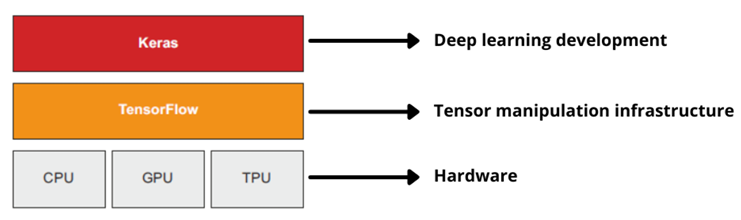 Keras
Deep learning development
TensorFlow
Tensor manipulation infrastructure
CPU
GPU
TPU
Hardware